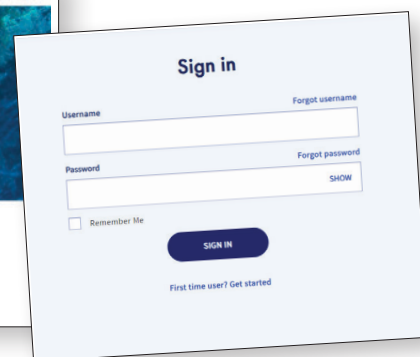 Sign in
Username
Forgot username
Password
Forgot password
SHOW
Remember Me
SIGN IN
First time user? Get started